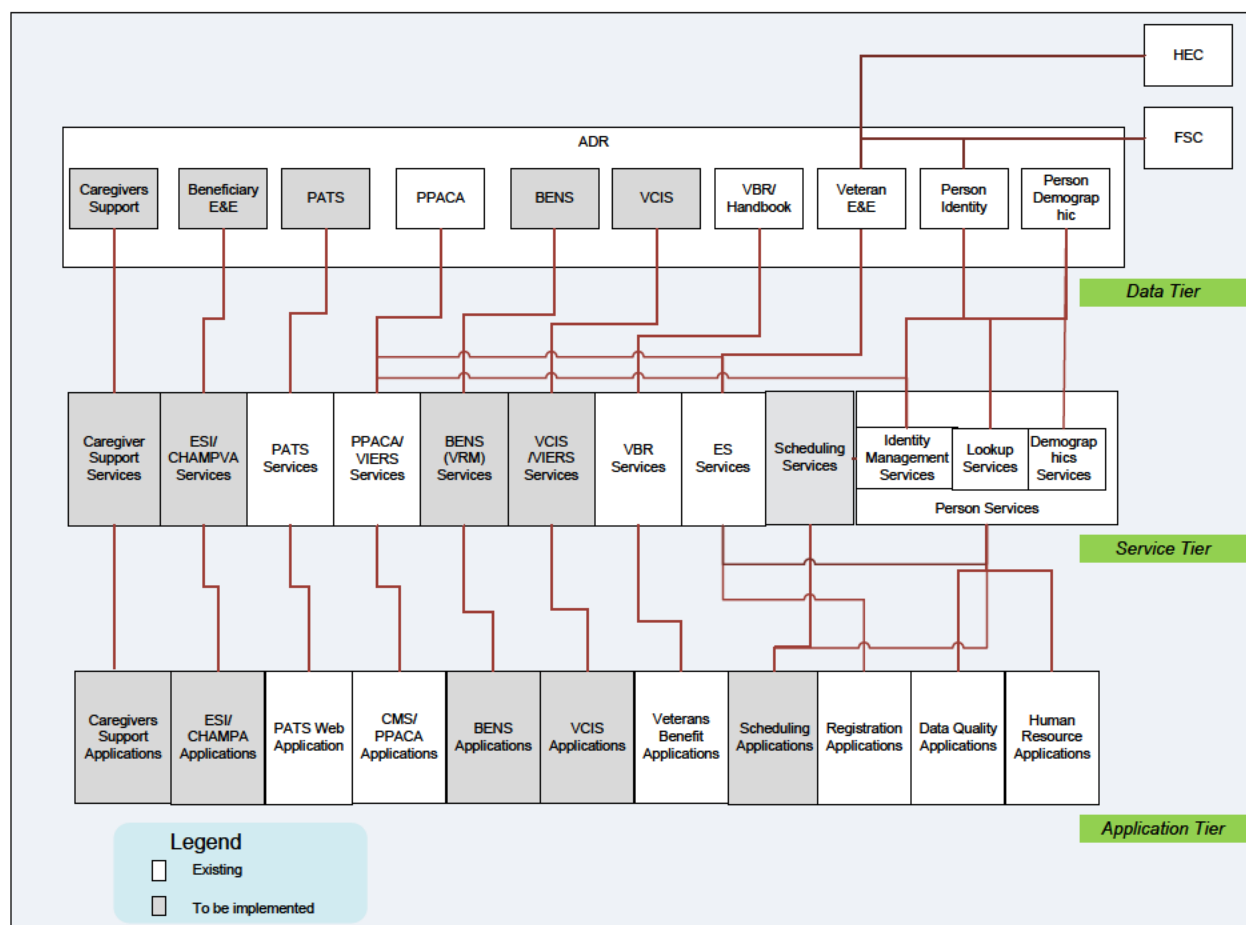 HEC
FSC
ADR
Caregivers
Support
Beneficiary
E&E
PATS
PPACA
BENS
VCIS
VBR/
Handbook
Veteran
E&E
Person
Identity
Person
Demograp
hic
Data Tier
Caregiver
Support
Services
ESI/
CHAMPVA
Services
PATS
Services
PPACA/
VIERS
Services
BENS
(VRM)
Services
VCIS
/VIERS
Services
VBR
Services
ES
Services
Scheduling
Services
Identity
Management
Services
Lookup
Services
Demograp
hics
Services
Person Services
Service Tier
Caregivers
Support
Applications
ESI/
CHAMPA
Applications
PATS Web
Application
CMS/
PPACA
Applications
BENS
Applications
VCIS
Applications
Veterans
Benefit
Applications
Scheduling
Applications
Registration
Applications
Data Quality
Applications
Human
Resource
Applications
Application Tier
Legend
Existing
To be implemented